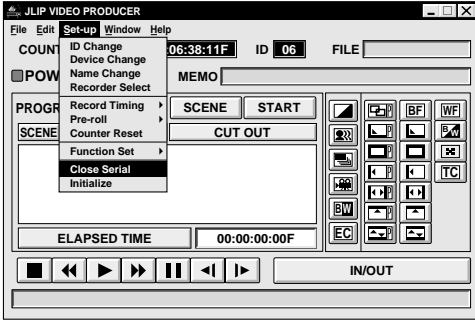 JLIP VIDEO PRODUCER
File Edit Set-up Window Help
COUNT 06:38:11F ID 06 FILE
ID Change
Device Change
Name Change
Recorder Select
Record Timing
Pre-roll
Counter Reset
Function Set
Close Serial
Initialize
POW MEMO
PROGR SCENE START
SCENE CUT OUT
P BF WF
P B/W
P
P TC
P
BW P
EC P
ELAPSED TIME 00:00:00:00F
IN/OUT